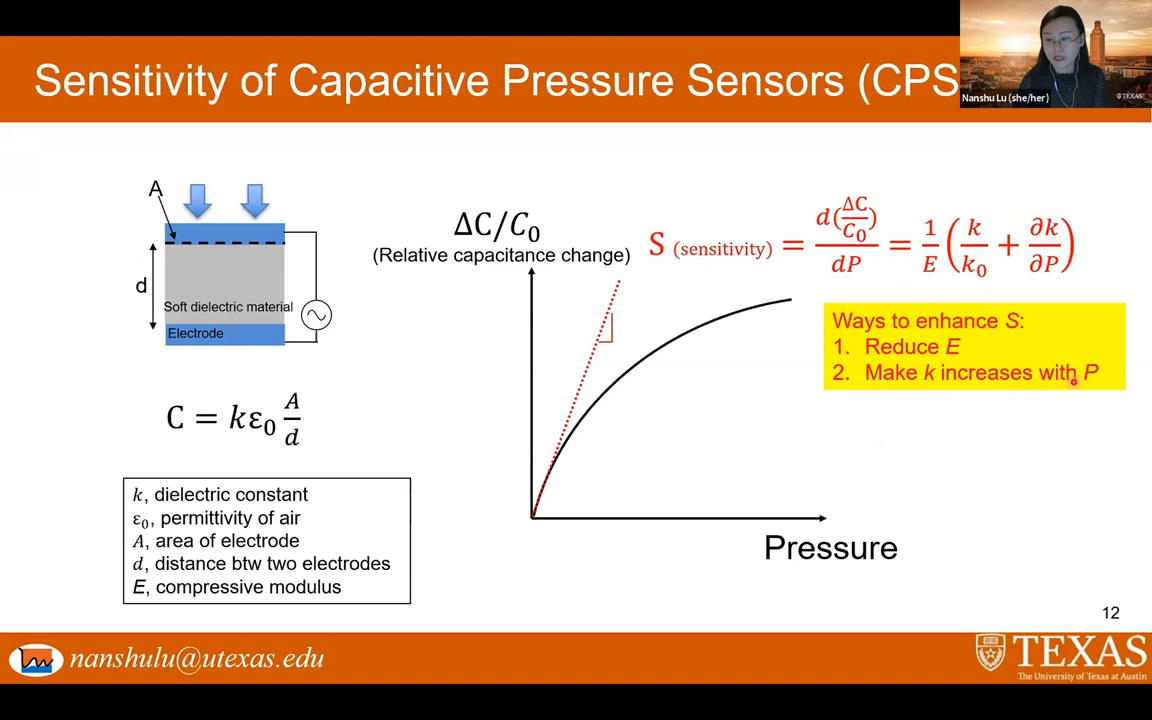 Sensitivity of Capacitive Pressure Sensors (CPS
Nanshu Lu (she/her)
TEXAS
A
d
Soft dielectric material
Electrode
C = kε₀ A/d
k, dielectric constant
ε₀, permittivity of air
A, area of electrode
d, distance btw two electrodes
E, compressive modulus
ΔC/C₀
(Relative capacitance change)
Pressure
S (sensitivity) = d(ΔC/C₀)/dP = 1/E (k/k₀ + ∂k/∂P)
Ways to enhance S:
1. Reduce E
2. Make k increases with P
12
nanshulu@utexas.edu
TEXAS
The University of Texas at Austin